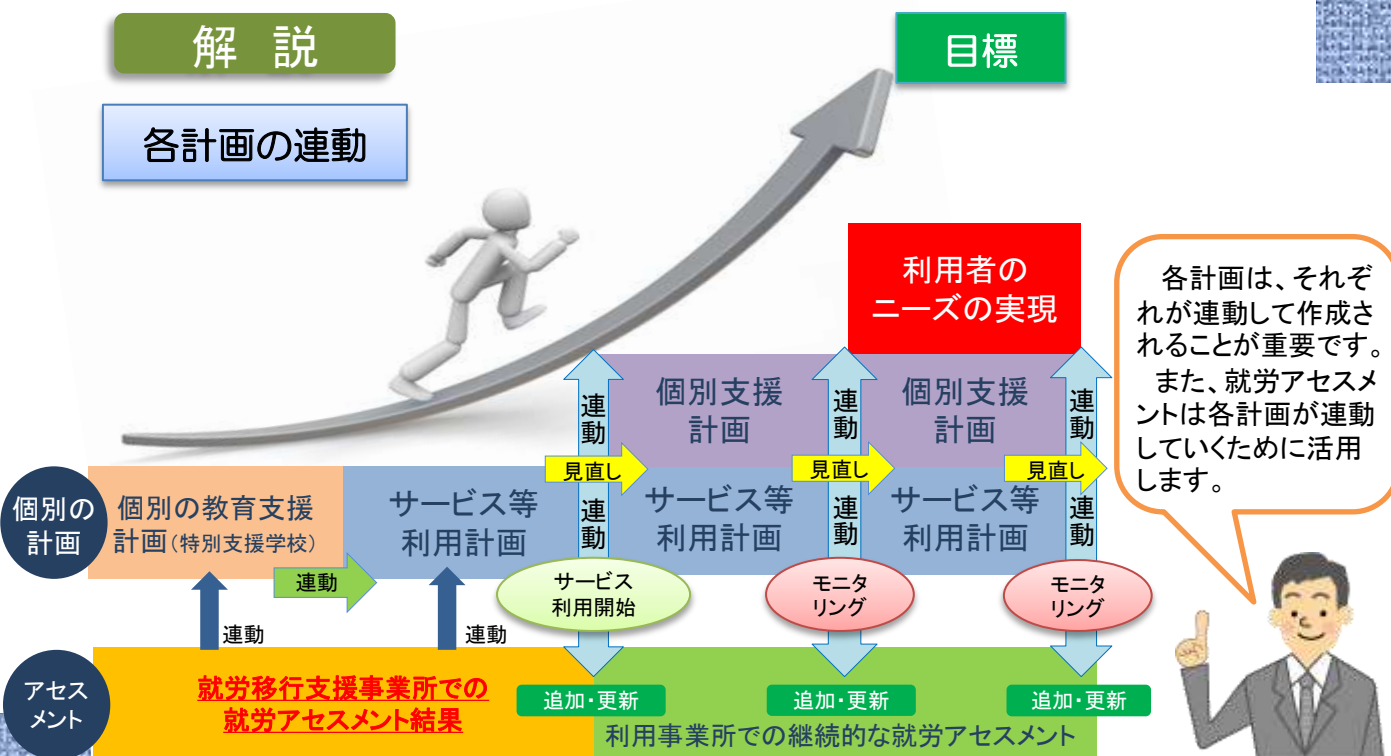 解 説
目標
各計画の連動
利用者の
ニーズの実現
各計画は、それぞ
れが連動して作成さ
れることが重要です。
また、就労アセスメ
ントは各計画が連動
していくために活用
します。
個別支援
計画
個別支援
計画
連動
連動
連動
見直し
見直し
見直し
個別の
計画
個別の教育支援
計画(特別支援学校)
サービス等
利用計画
連動
サービス等
利用計画
連動
サービス等
利用計画
連動
連動
サービス
利用開始
モニタ
リング
モニタ
リング
連動
連動
アセス
メント
就労移行支援事業所での
就労アセスメント結果
追加・更新
追加・更新
追加・更新
利用事業所での継続的な就労アセスメント